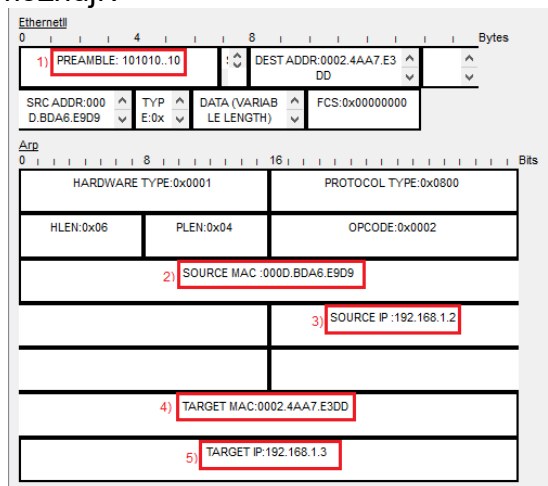 EthernetII
0 4 8 Bytes
1) PREAMBLE: 101010..10
DEST ADDR:0002.4AA7.E3
DD
SRC ADDR:000
D.BDA6.E9D9
TYP
E:0x
DATA (VARIAB
LE LENGTH)
FCS:0x00000000
Arp
0 8 16 Bits
HARDWARE TYPE:0x0001 PROTOCOL TYPE:0x0800
HLEN:0x06 PLEN:0x04 OPCODE:0x0002
2) SOURCE MAC :000D.BDA6.E9D9
3) SOURCE IP :192.168.1.2
4) TARGET MAC:0002.4AA7.E3DD
5) TARGET IP:192.168.1.3